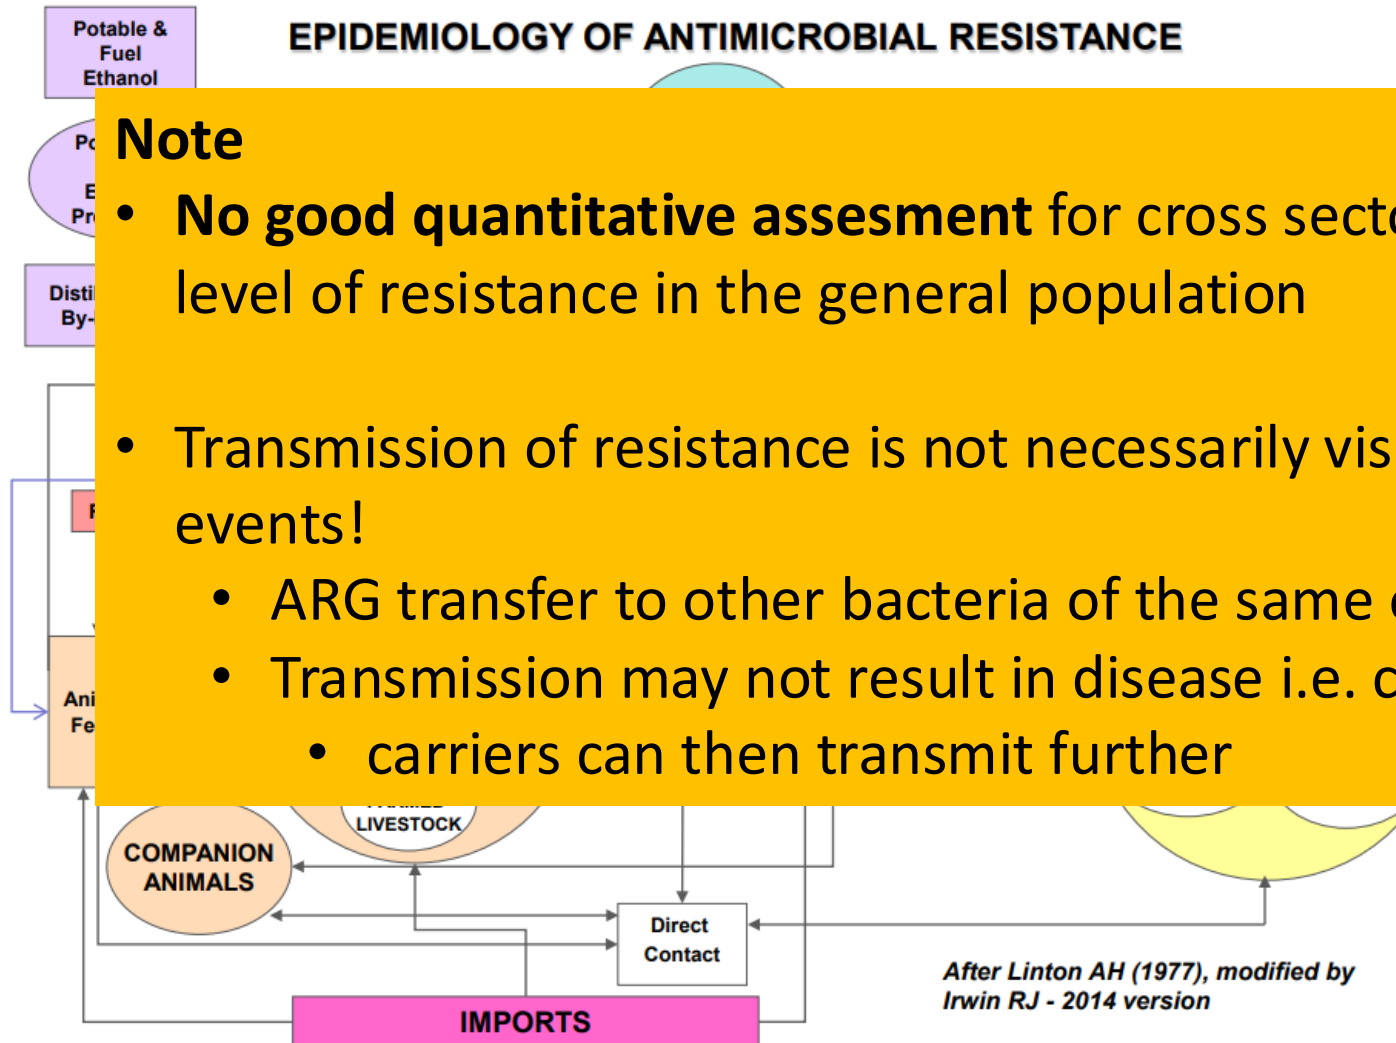 Potable &
Fuel
Ethanol
EPIDEMIOLOGY OF ANTIMICROBIAL RESISTANCE
Note
• No good quantitative assesment for cross
level of resistance in the general population
• Transmission of resistance is not necessarily
events!
• ARG transfer to other bacteria of the same
• Transmission may not result in disease i.e.
• carriers can then transmit further
LIVESTOCK
COMPANION
ANIMALS
Direct
Contact
After Linton AH (1977), modified by
Irwin RJ - 2014 version
IMPORTS